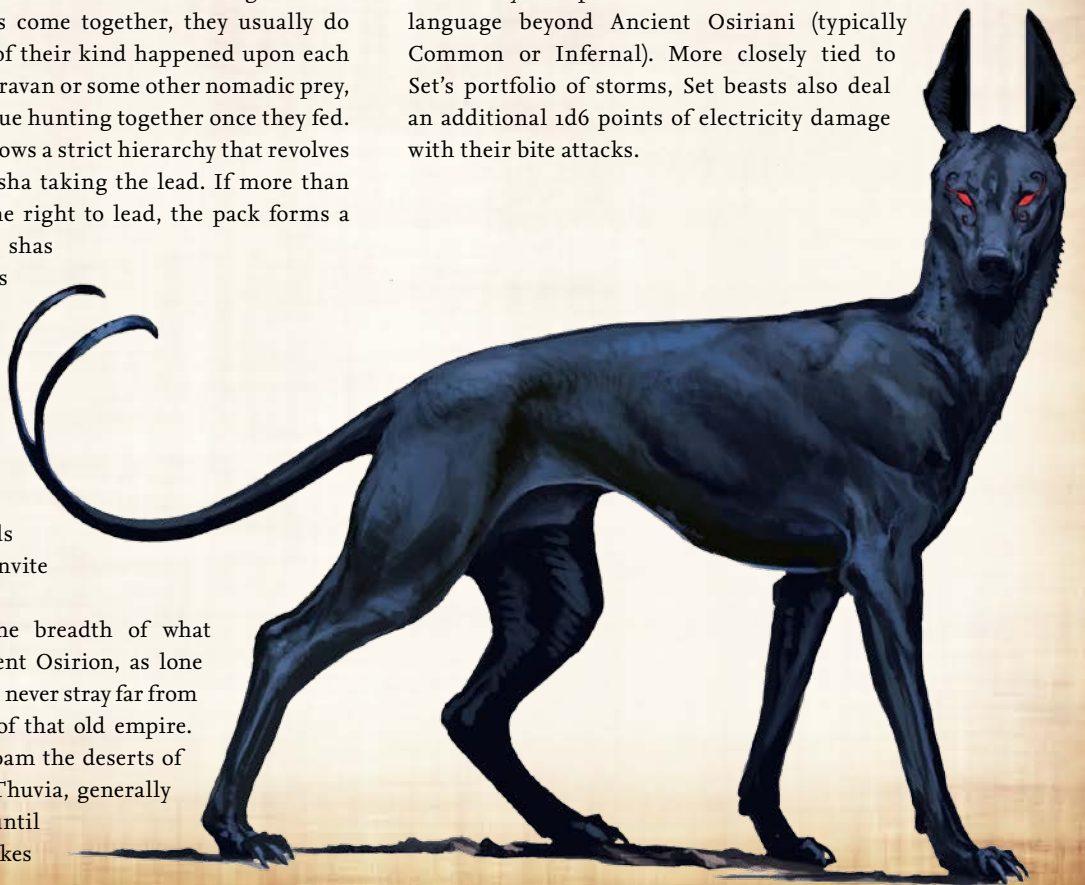 s come together, they usually do
of their kind happened upon each
ravan or some other nomadic prey,
ue hunting together once they fed.
ows a strict hierarchy that revolves
sha taking the lead. If more than
ne right to lead, the pack forms a
shas
s
ls
nvite
ne breadth of what
ent Osirion, as lone
never stray far from
of that old empire.
oam the deserts of
Thuvia, generally
until
kes
language beyond Ancient Osiriani (typically
Common or Infernal). More closely tied to
Set's portfolio of storms, Set beasts also deal
an additional 1d6 points of electricity damage
with their bite attacks.